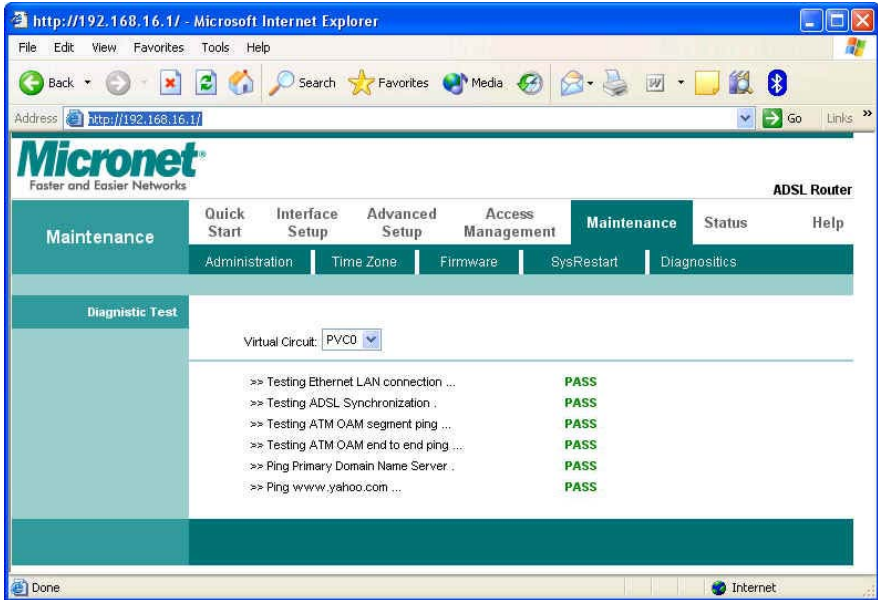 http://192.168.16.1/ - Microsoft Internet Explorer
File Edit View Favorites Tools Help
Back Search Favorites Media
Address http://192.168.16.1/ Go Links »
Micronet
Faster and Easier Networks
ADSL Router
Maintenance
Quick Start Interface Setup Advanced Setup Access Management Maintenance Status Help
Administration Time Zone Firmware SysRestart Diagnositics
Diagnostic Test
Virtual Circuit: PVC0
>> Testing Ethernet LAN connection ... PASS
>> Testing ADSL Synchronization . PASS
>> Testing ATM OAM segment ping ... PASS
>> Testing ATM OAM end to end ping ... PASS
>> Ping Primary Domain Name Server . PASS
>> Ping www.yahoo.com ... PASS
Done Internet